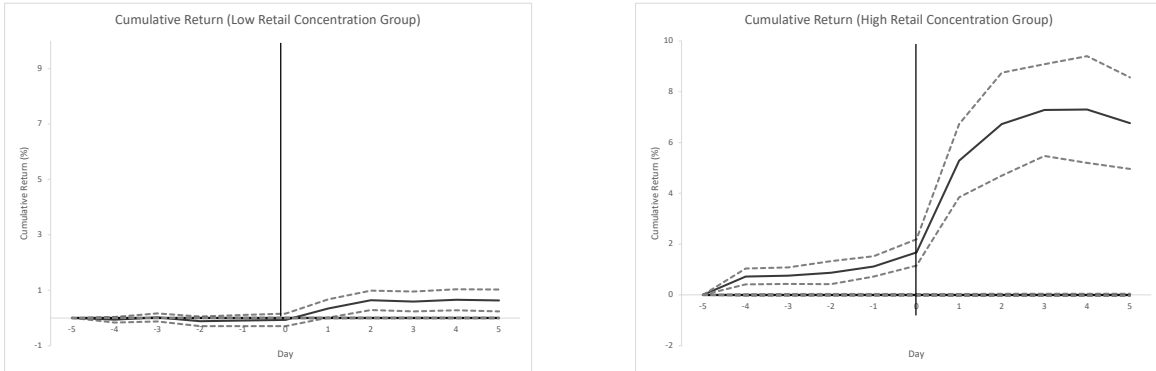 Cumulative Return (Low Retail Concentration Group)
Cumulative Return (%)
9
7
5
3
1
-1
-5 -4 -3 -2 -1 0 1 2 3 4 5
Day
Cumulative Return (High Retail Concentration Group)
Cumulative Return (%)
10
8
6
4
2
0
-2
-5 -4 -3 -2 -1 0 1 2 3 4 5
Day